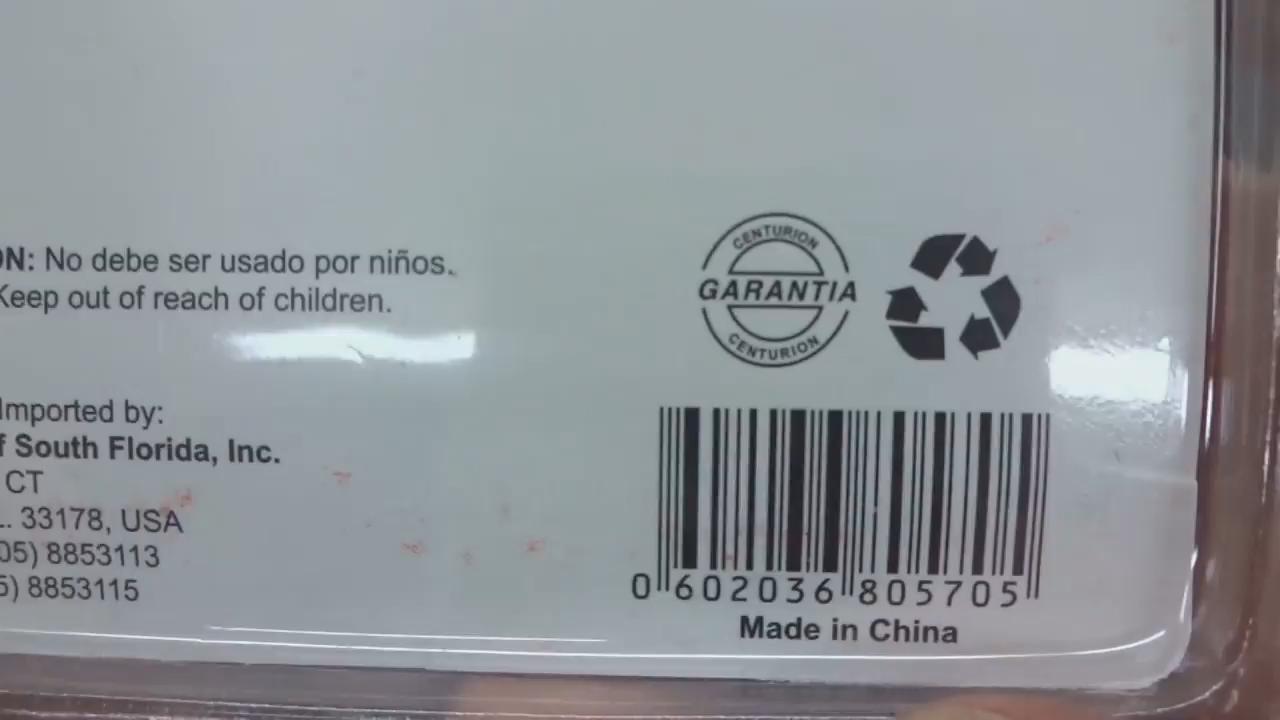 ON: No debe ser usado por niños.
Keep out of reach of children.
CENTURION
GARANTIA
CENTURION
Imported by:
f South Florida, Inc.
CT
L. 33178, USA
05) 8853113
5) 8853115
0 602036 805705
Made in China